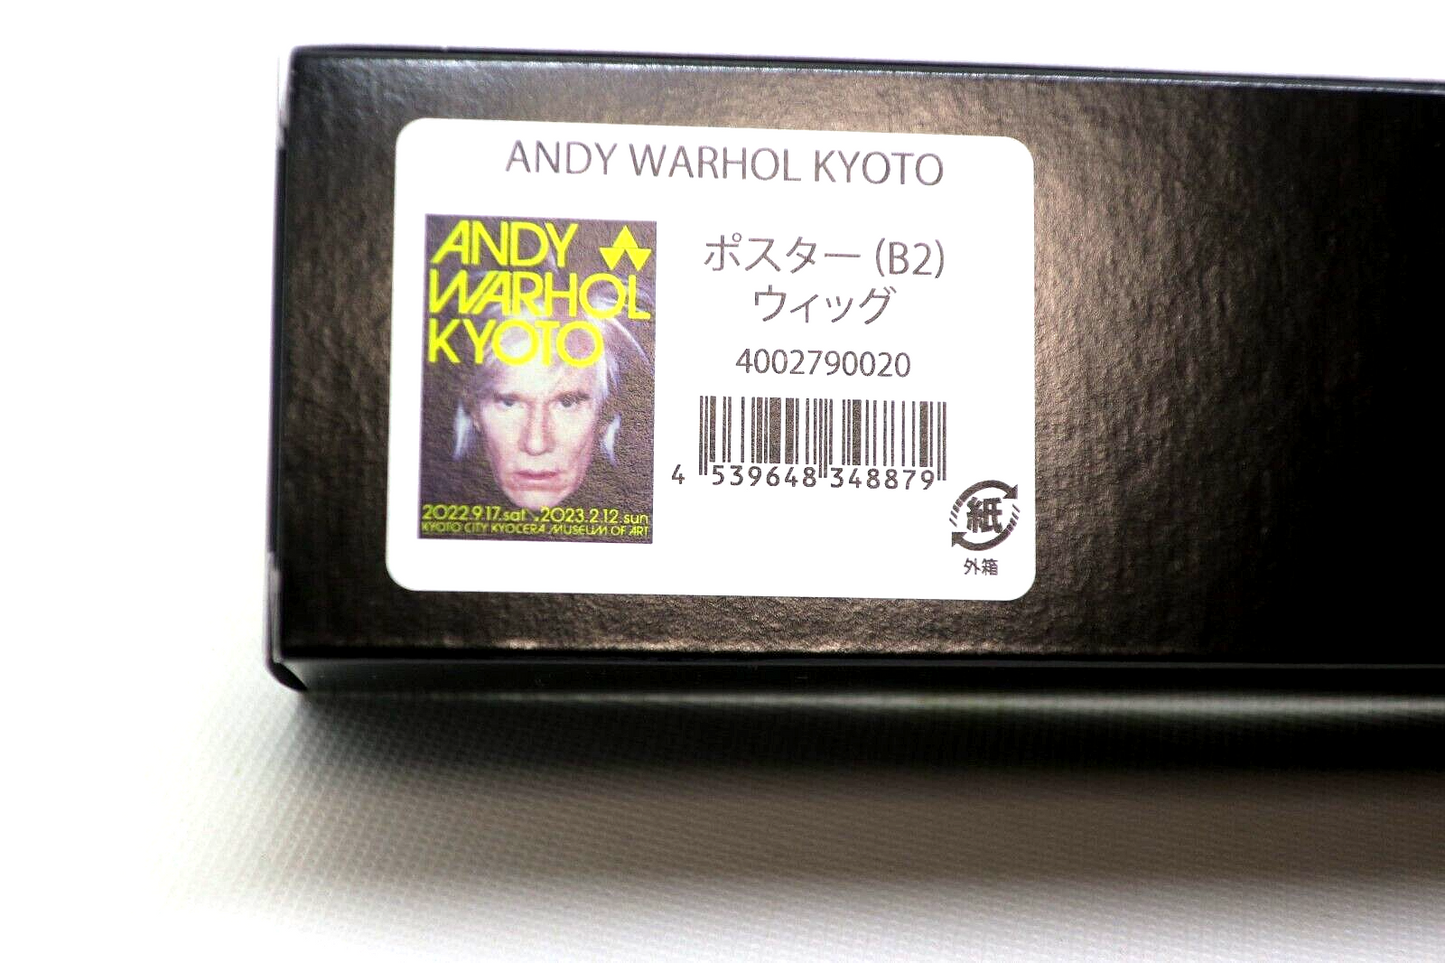 ANDY WARHOL KYOTO
ANDY
WARHOL
KYOTO
2022.9.17.sat - 2023.2.12.sun
KYOTO CITY KYOCERA MUSEUM OF ART
ポスター (B2)
ウィッグ
4002790020
4 539648 348879
紙
外箱